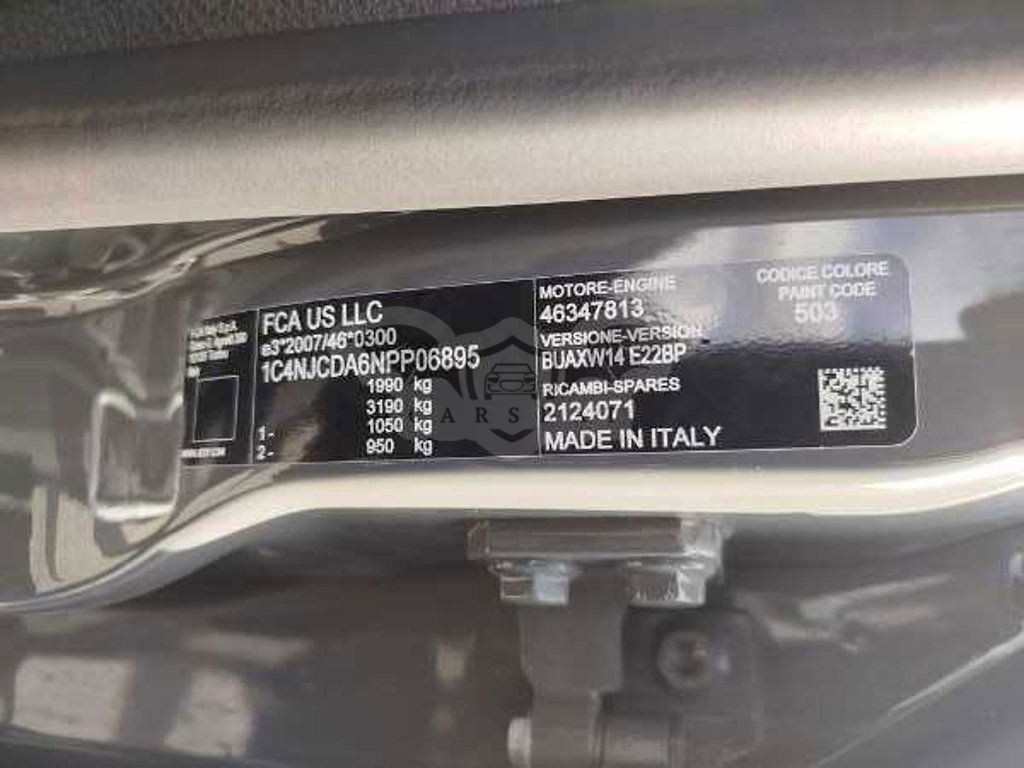 FCA US LLC
e3*2007/46*0300
1C4NJCDA6NPP06895
1990 kg
3190 kg
1- 1050 kg
2- 950 kg
MOTORE-ENGINE
46347813
VERSIONE-VERSION
BUAXW14 E22BP
RICAMBI-SPARES
2124071
MADE IN ITALY
CODICE COLORE
PAINT CODE
503
ARS